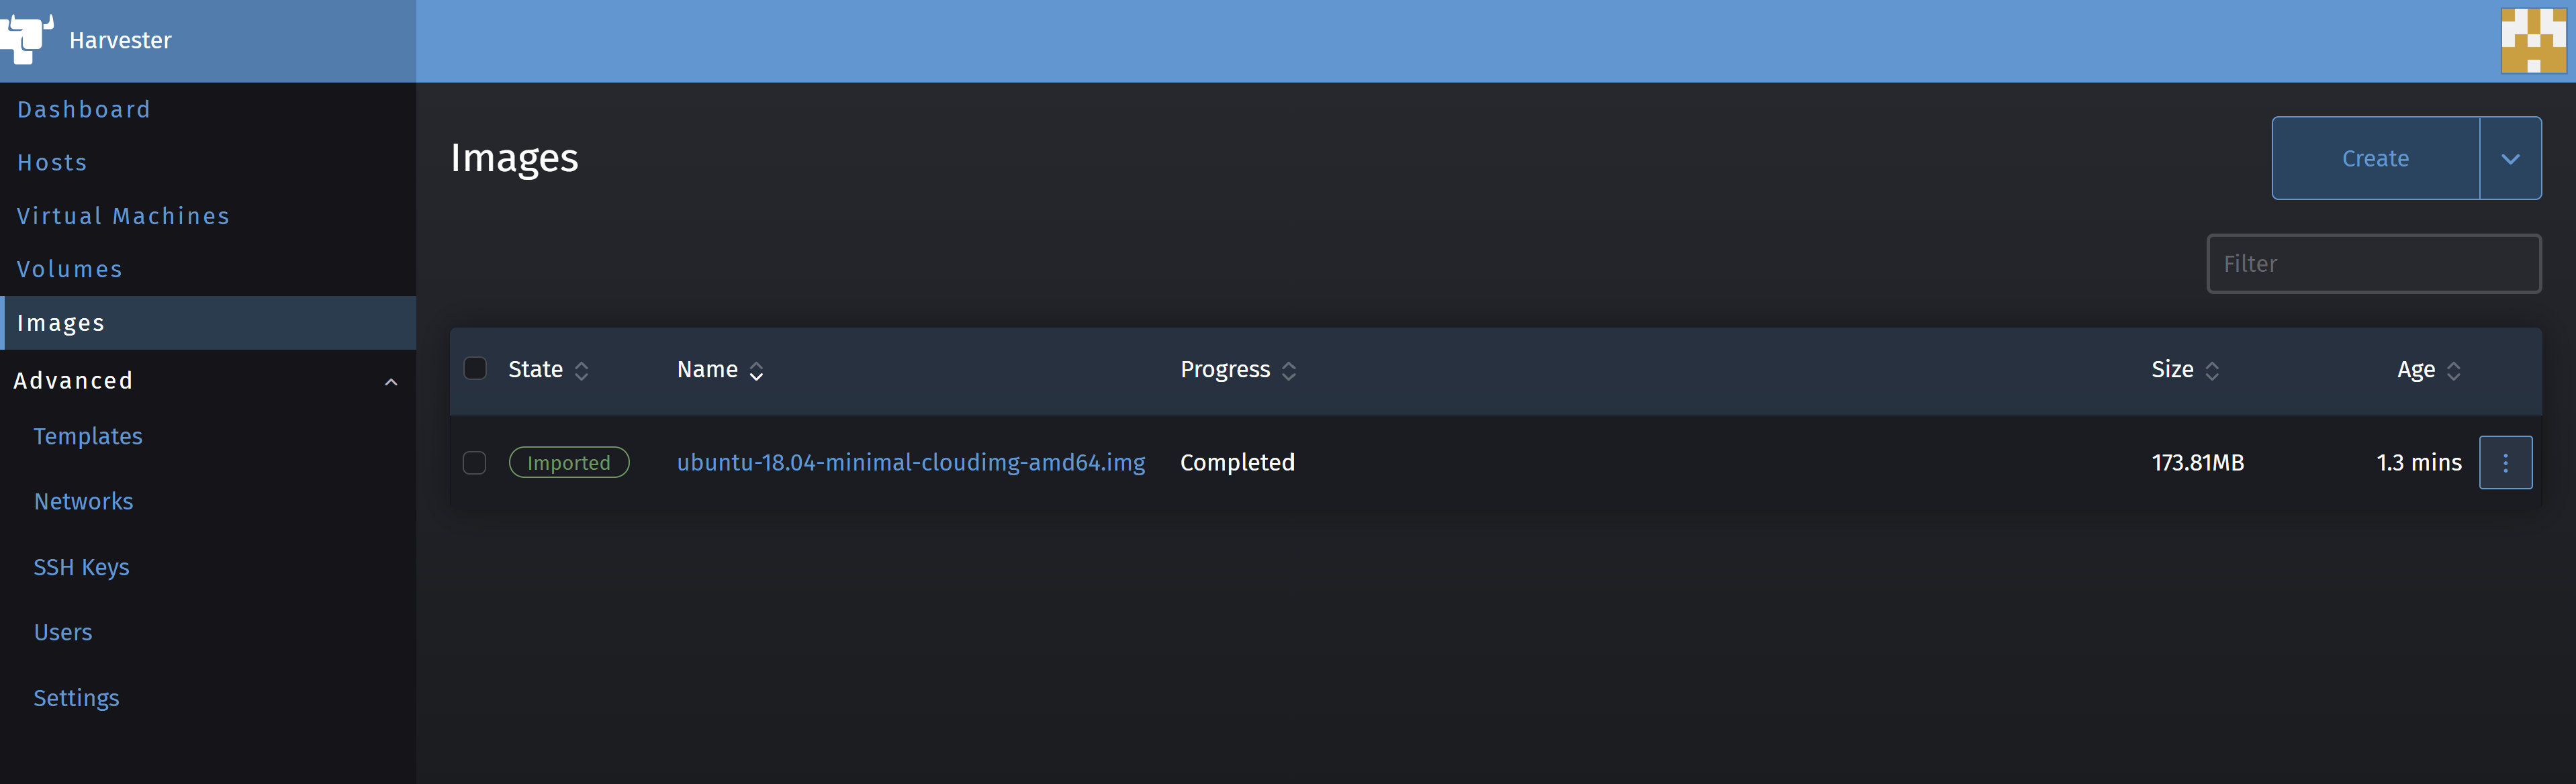 Harvester
Dashboard
Hosts
Virtual Machines
Volumes
Images
Advanced
Templates
Networks
SSH Keys
Users
Settings
Images
Create
Filter
State Name Progress Size Age
Imported ubuntu-18.04-minimal-cloudimg-amd64.img Completed 173.81MB 1.3 mins